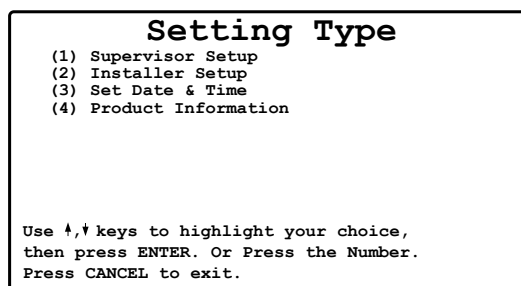 Setting Type
(1) Supervisor Setup
(2) Installer Setup
(3) Set Date & Time
(4) Product Information
Use ↑,↓ keys to highlight your choice,
then press ENTER. Or Press the Number.
Press CANCEL to exit.